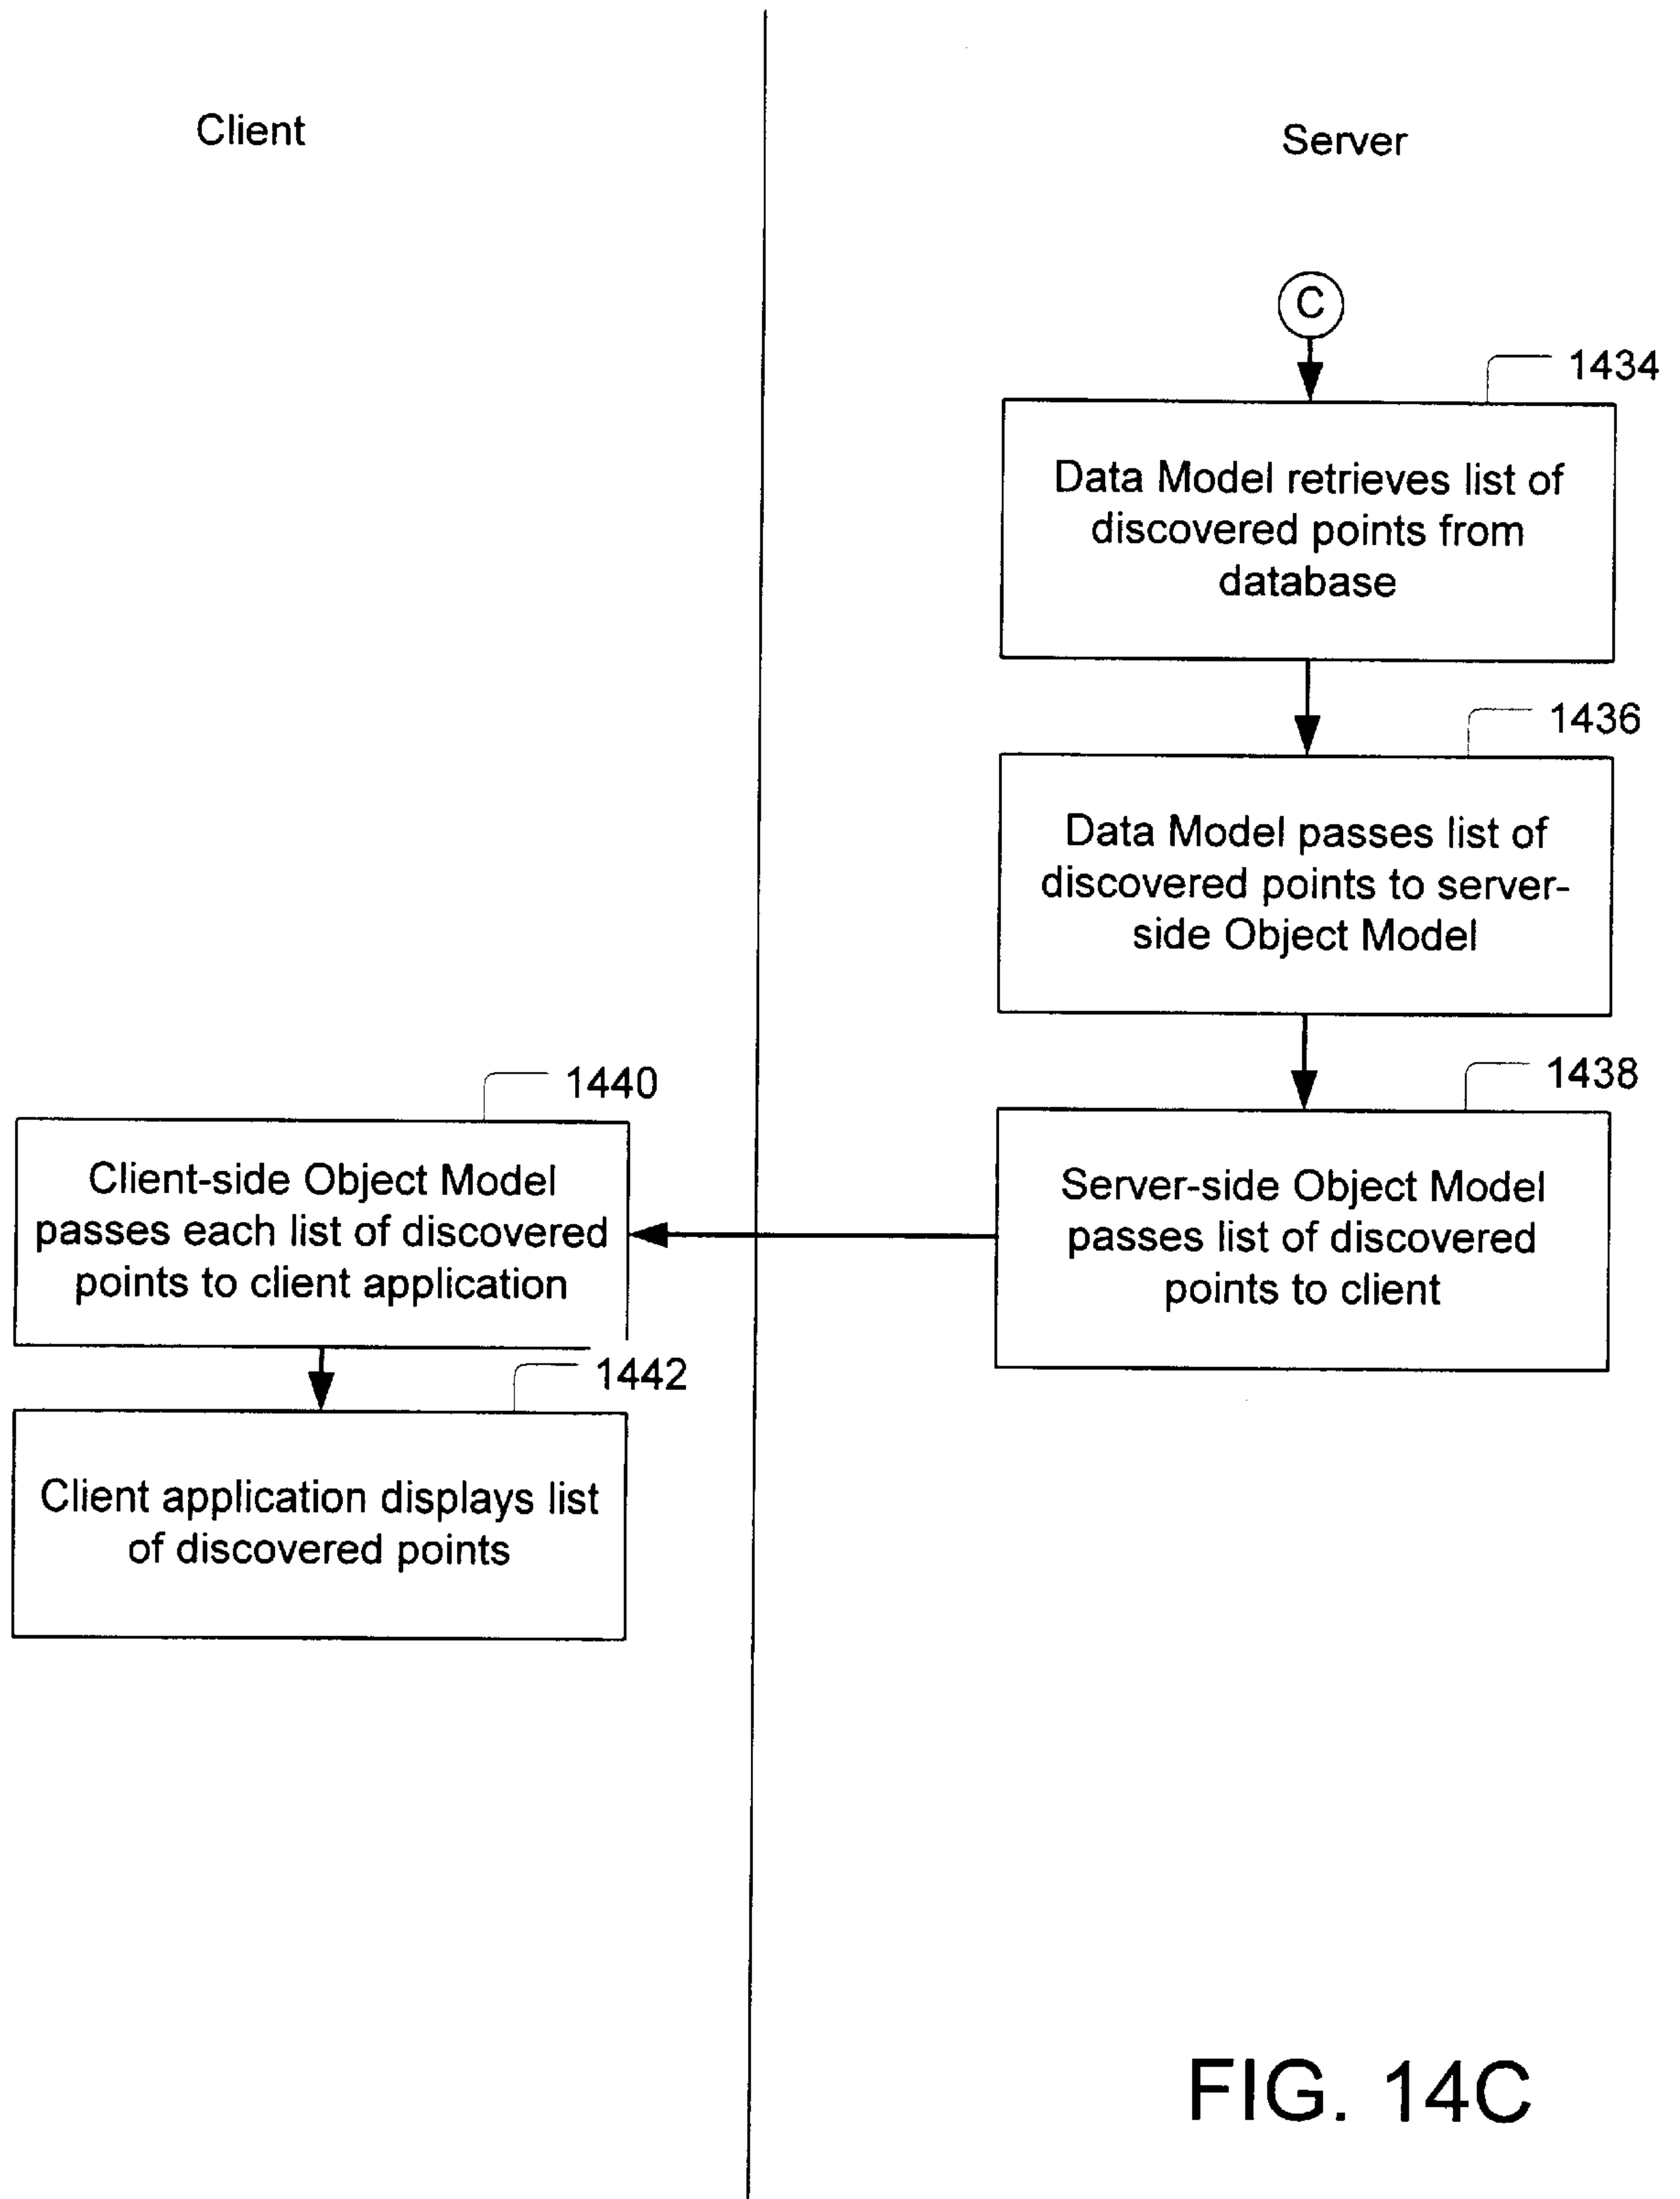 Client
Server
C
1434
Data Model retrieves list of
discovered points from
database
1436
Data Model passes list of
discovered points to server-
side Object Model
1438
Server-side Object Model
passes list of discovered
points to client
1440
Client-side Object Model
passes each list of discovered
points to client application
1442
Client application displays list
of discovered points
FIG. 14C